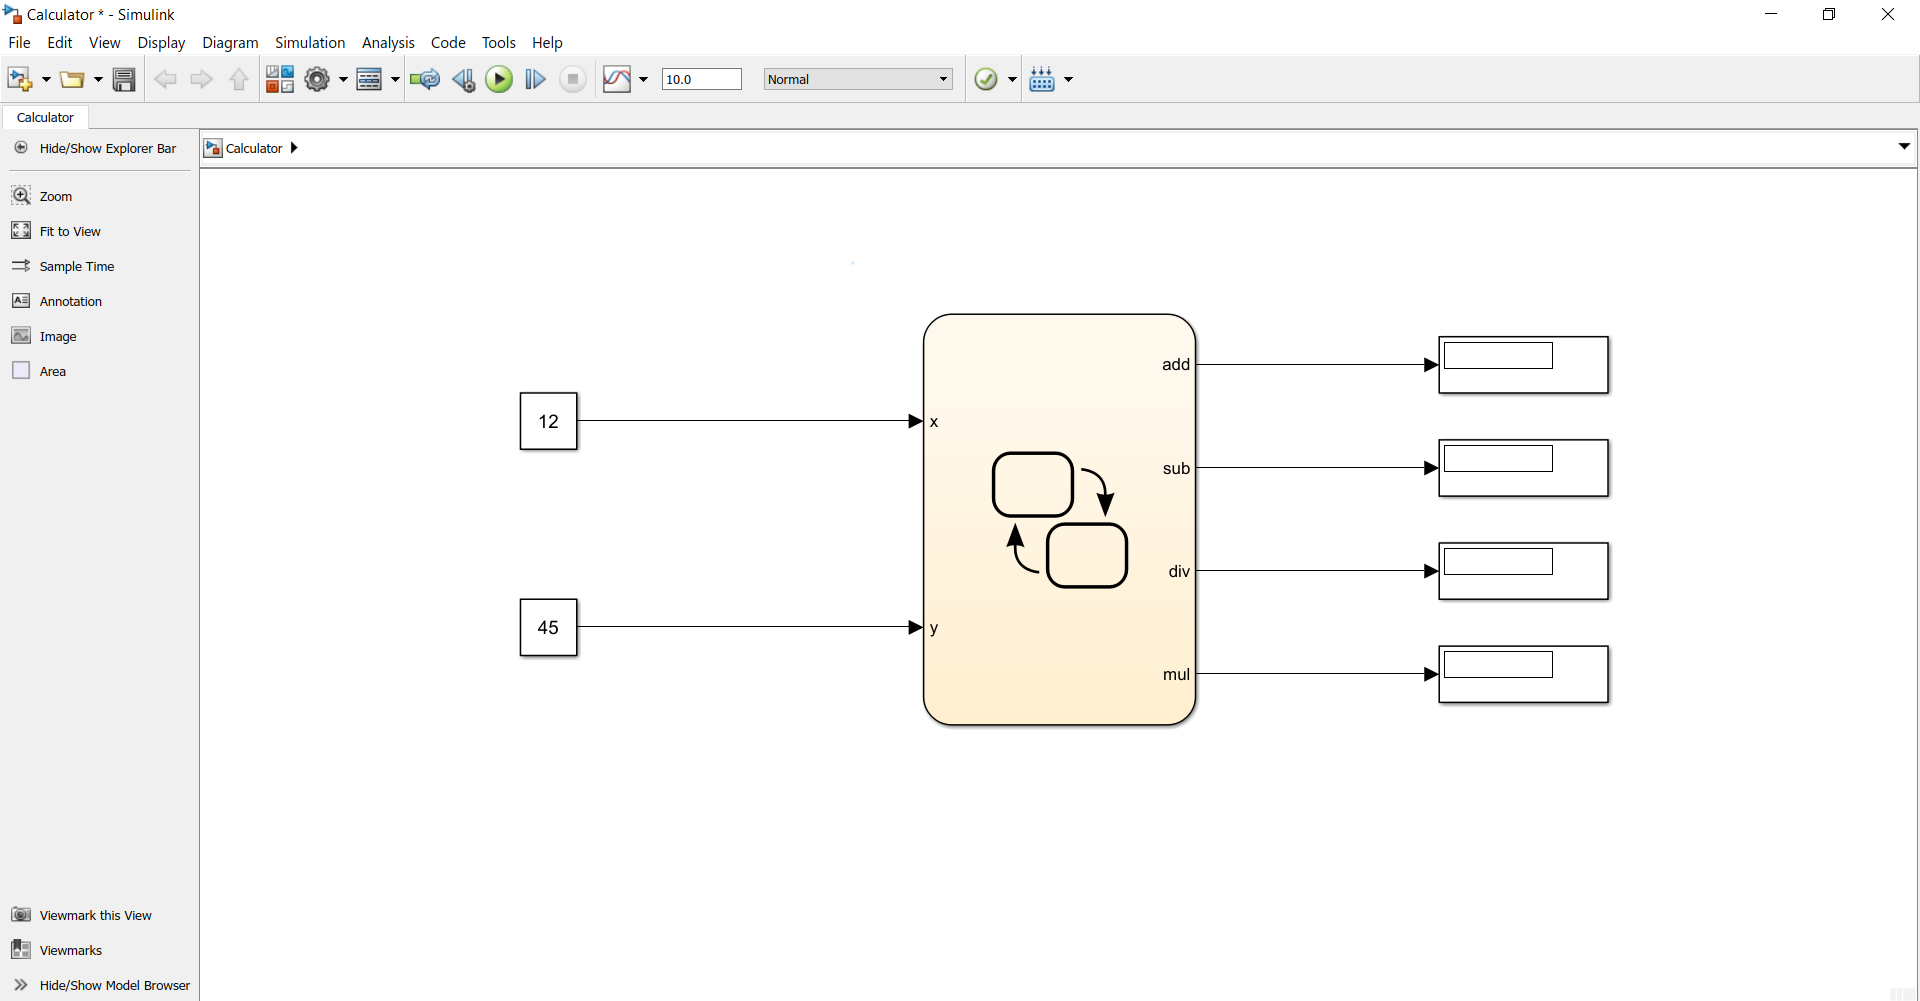 Calculator * - Simulink
File Edit View Display Diagram Simulation Analysis Code Tools Help
10.0 Normal
Calculator
Hide/Show Explorer Bar
Calculator
Zoom
Fit to View
Sample Time
Annotation
Image
Area
12
45
x
y
add
sub
div
mul
Viewmark this View
Viewmarks
Hide/Show Model Browser